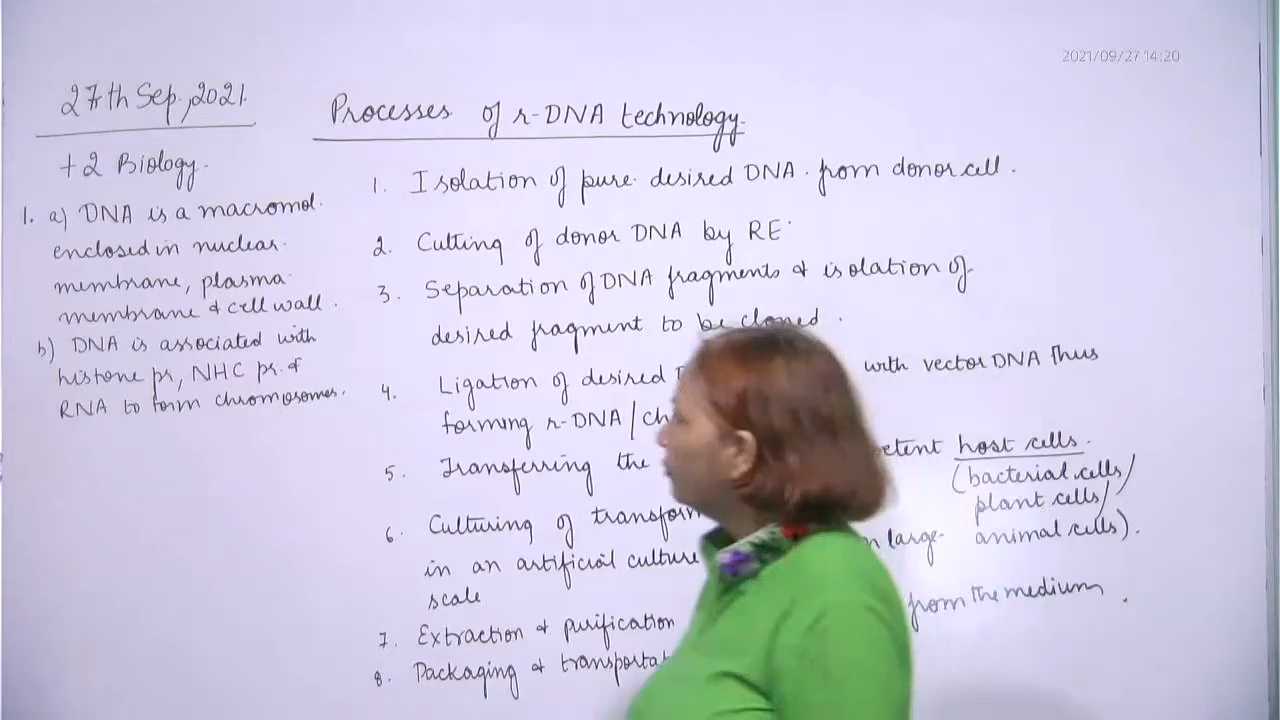 2021/09/27 14:20
27th Sep, 2021.
Processes of r-DNA technology.
+2 Biology.
1. a) DNA is a macromol.
enclosed in nuclear
membrane, plasma
membrane & cell wall.
b) DNA is associated with
histone pr, NHC pr. &
RNA to form chromosomes.
1. Isolation of pure desired DNA from donor cell.
2. Cutting of donor DNA by RE.
3. Separation of DNA fragments & isolation of
desired fragment to be cloned.
4. Ligation of desired with vector DNA thus
forming r-DNA/
5. Transferring the host cells.
(bacterial cells/
plant cells/
animal cells).
6. Culturing of
in an artificial culture large
scale
7. Extraction & purification from the medium.
8. Packaging &